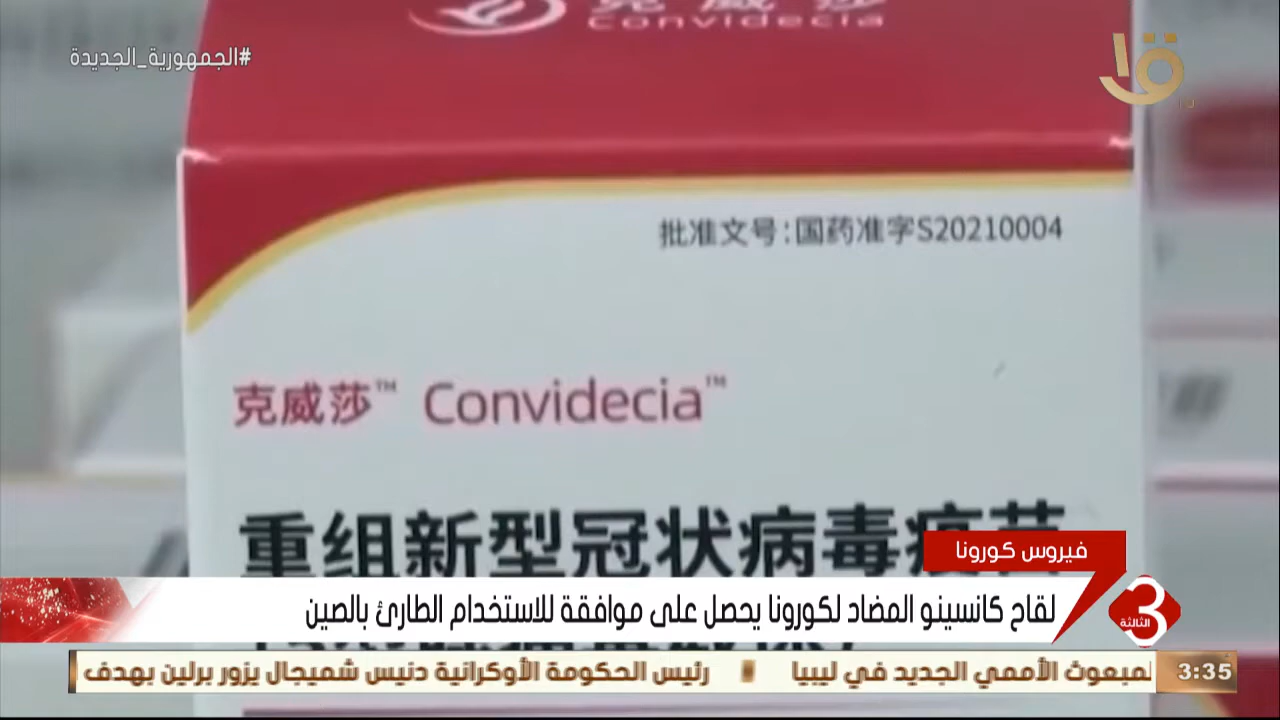 Convidecia
#الجمهورية_الجديدة
批准文号:国药准字S20210004
克威莎™ Convidecia™
重组新型冠状病毒疫苗
فيروس كورونا
لقاح كانسينو المضاد لكورونا يحصل على موافقة للاستخدام الطارئ بالصين
3 الثالثة
لمبعوث الأممي الجديد في ليبيا
رئيس الحكومة الأوكرانية دنيس شميجال يزور برلين بهدف
3:35